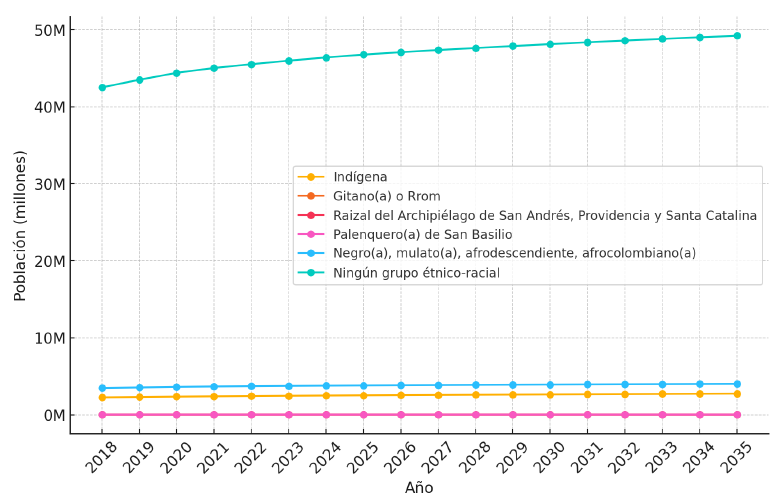 50M
40M
30M
20M
10M
0M
Población (millones)
Indígena
Gitano(a) o Rrom
Raizal del Archipiélago de San Andrés, Providencia y Santa Catalina
Palenquero(a) de San Basilio
Negro(a), mulato(a), afrodescendiente, afrocolombiano(a)
Ningún grupo étnico-racial
2018 2019 2020 2021 2022 2023 2024 2025 2026 2027 2028 2029 2030 2031 2032 2033 2034 2035
Año